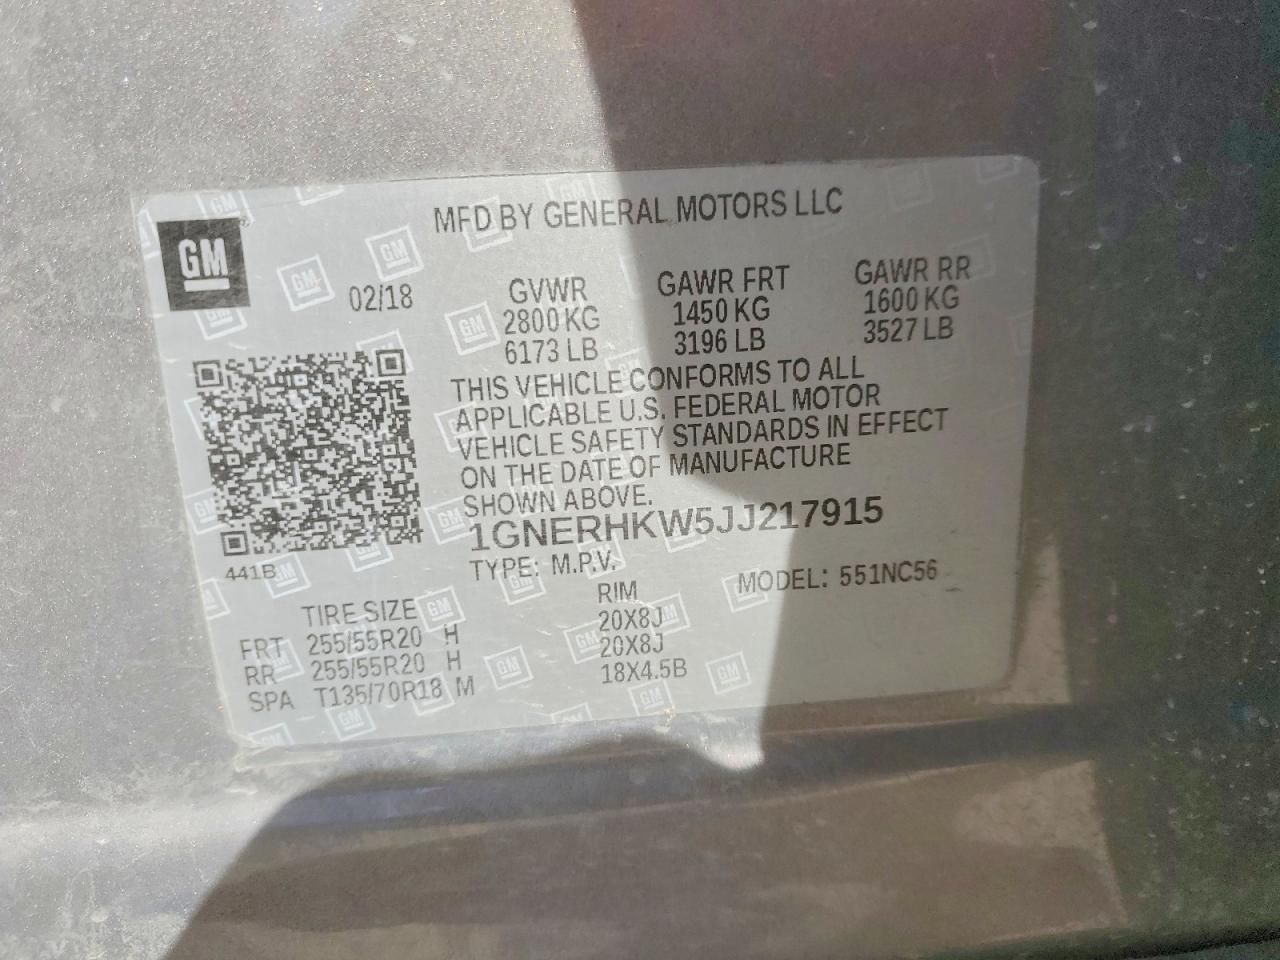 GM
MFD BY GENERAL MOTORS LLC
02/18
GVWR GAWR FRT GAWR RR
2800 KG 1450 KG 1600 KG
6173 LB 3196 LB 3527 LB
THIS VEHICLE CONFORMS TO ALL
APPLICABLE U.S. FEDERAL MOTOR
VEHICLE SAFETY STANDARDS IN EFFECT
ON THE DATE OF MANUFACTURE
SHOWN ABOVE.
1GNERHKW5JJ217915
441B
TYPE: M.P.V. MODEL: 551NC56
TIRE SIZE RIM
FRT 255/55R20 H 20X8J
RR 255/55R20 H 20X8J
SPA T135/70R18 M 18X4.5B